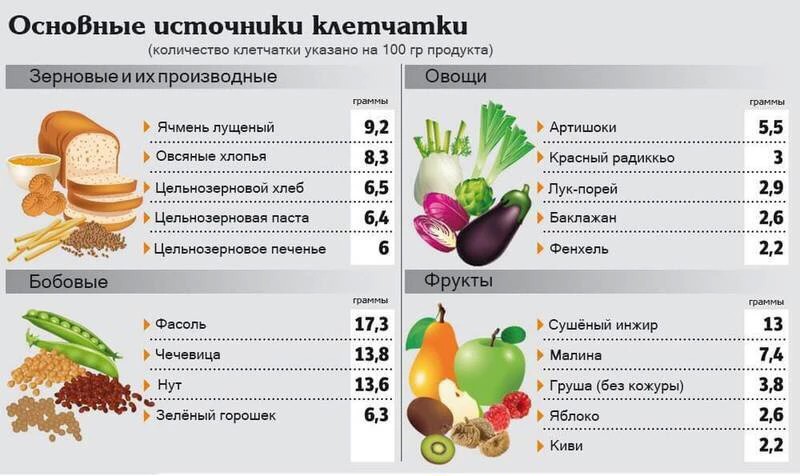 Основные источники клетчатки
(количество клетчатки указано на 100 гр продукта)
Зерновые и их производные
граммы
Ячмень лущеный 9,2
Овсяные хлопья 8,3
Цельнозерновой хлеб 6,5
Цельнозерновая паста 6,4
Цельнозерновое печенье 6
Овощи
граммы
Артишоки 5,5
Красный радиккьо 3
Лук-порей 2,9
Баклажан 2,6
Фенхель 2,2
Бобовые
граммы
Фасоль 17,3
Чечевица 13,8
Нут 13,6
Зелёный горошек 6,3
Фрукты
граммы
Сушёный инжир 13
Малина 7,4
Груша (без кожуры) 3,8
Яблоко 2,6
Киви 2,2